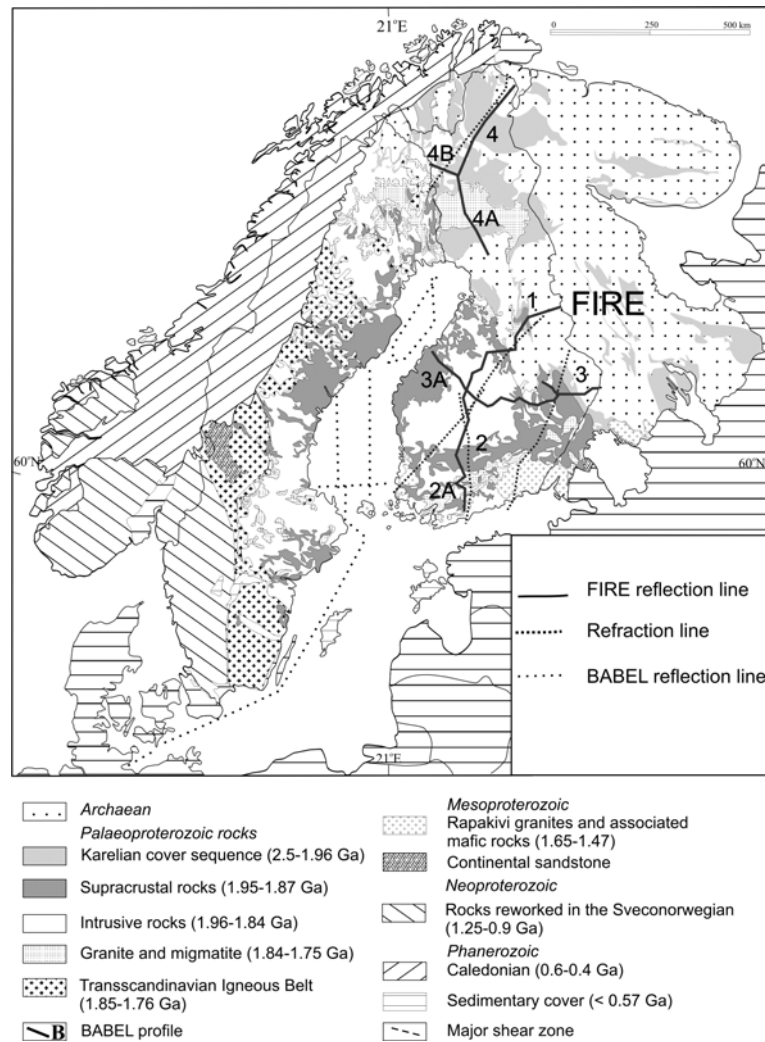 21°E
0 250 500 km
4
4B
4A
1
FIRE
3A
3
60°N
60°N
2
2A
FIRE reflection line
Refraction line
BABEL reflection line
21°E
Archaean
Palaeoproterozoic rocks
Karelian cover sequence (2.5-1.96 Ga)
Supracrustal rocks (1.95-1.87 Ga)
Intrusive rocks (1.96-1.84 Ga)
Granite and migmatite (1.84-1.75 Ga)
Transscandinavian Igneous Belt
(1.85-1.76 Ga)
B BABEL profile
Mesoproterozoic
Rapakivi granites and associated
mafic rocks (1.65-1.47)
Continental sandstone
Neoproterozoic
Rocks reworked in the Sveconorwegian
(1.25-0.9 Ga)
Phanerozoic
Caledonian (0.6-0.4 Ga)
Sedimentary cover (< 0.57 Ga)
Major shear zone